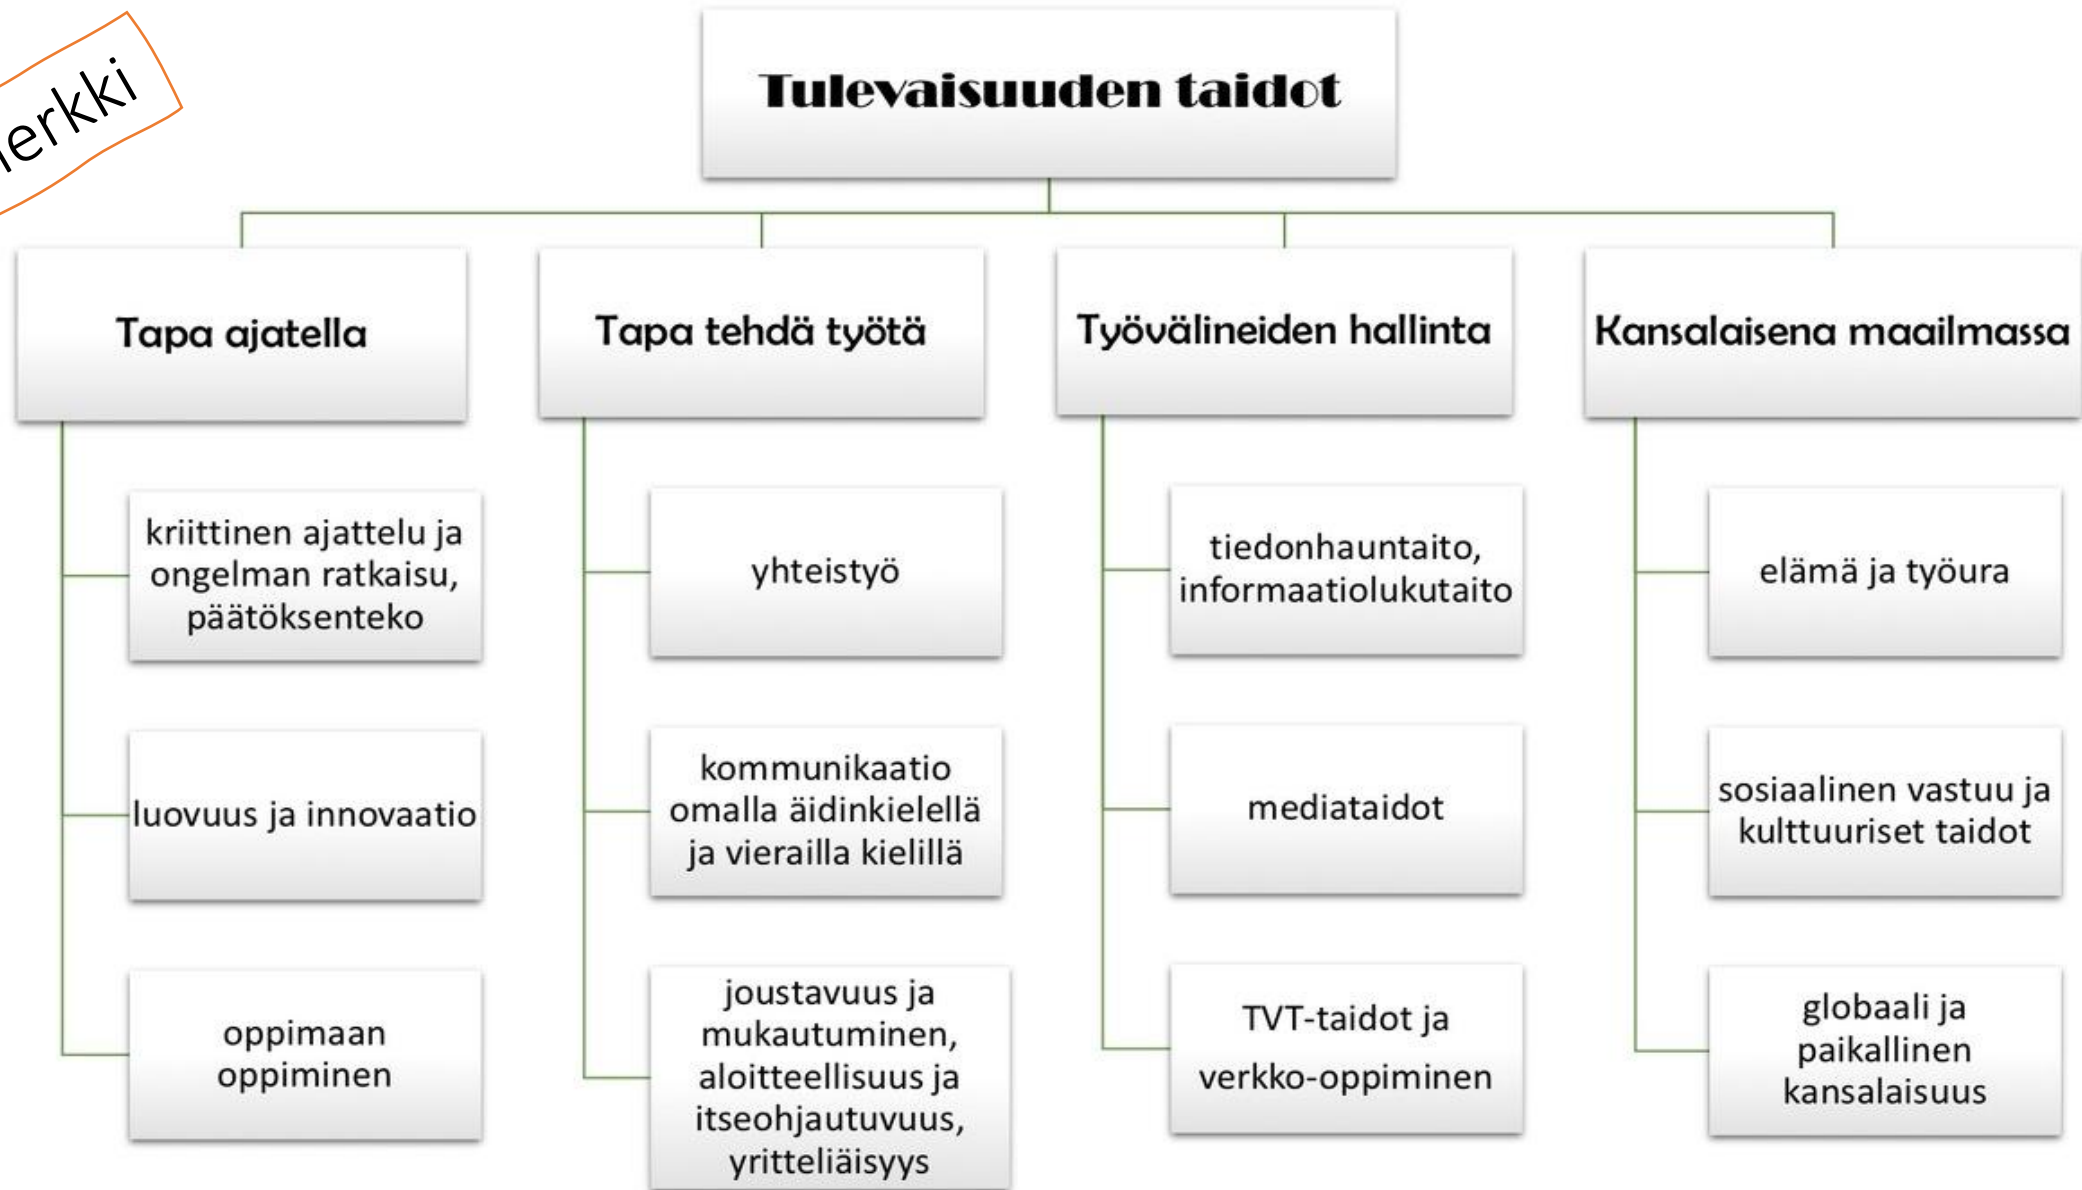 Tulevaisuuden taidot
Tapa ajatella
kriittinen ajattelu ja
ongelman ratkaisu,
päätöksenteko
luovuus ja innovaatio
oppimaan
oppiminen
Tapa tehdä työtä
yhteistyö
kommunikaatio
omalla äidinkielellä
ja vierailla kielillä
joustavuus ja
mukautuminen,
aloitteellisuus ja
itseohjautuvuus,
yritteliäisyys
Työvälineiden hallinta
tiedonhauntaito,
informaatiolukutaito
mediataidot
TVT-taidot ja
verkko-oppiminen
Kansalaisena maailmassa
elämä ja työura
sosiaalinen vastuu ja
kulttuuriset taidot
globaali ja
paikallinen
kansalaisuus